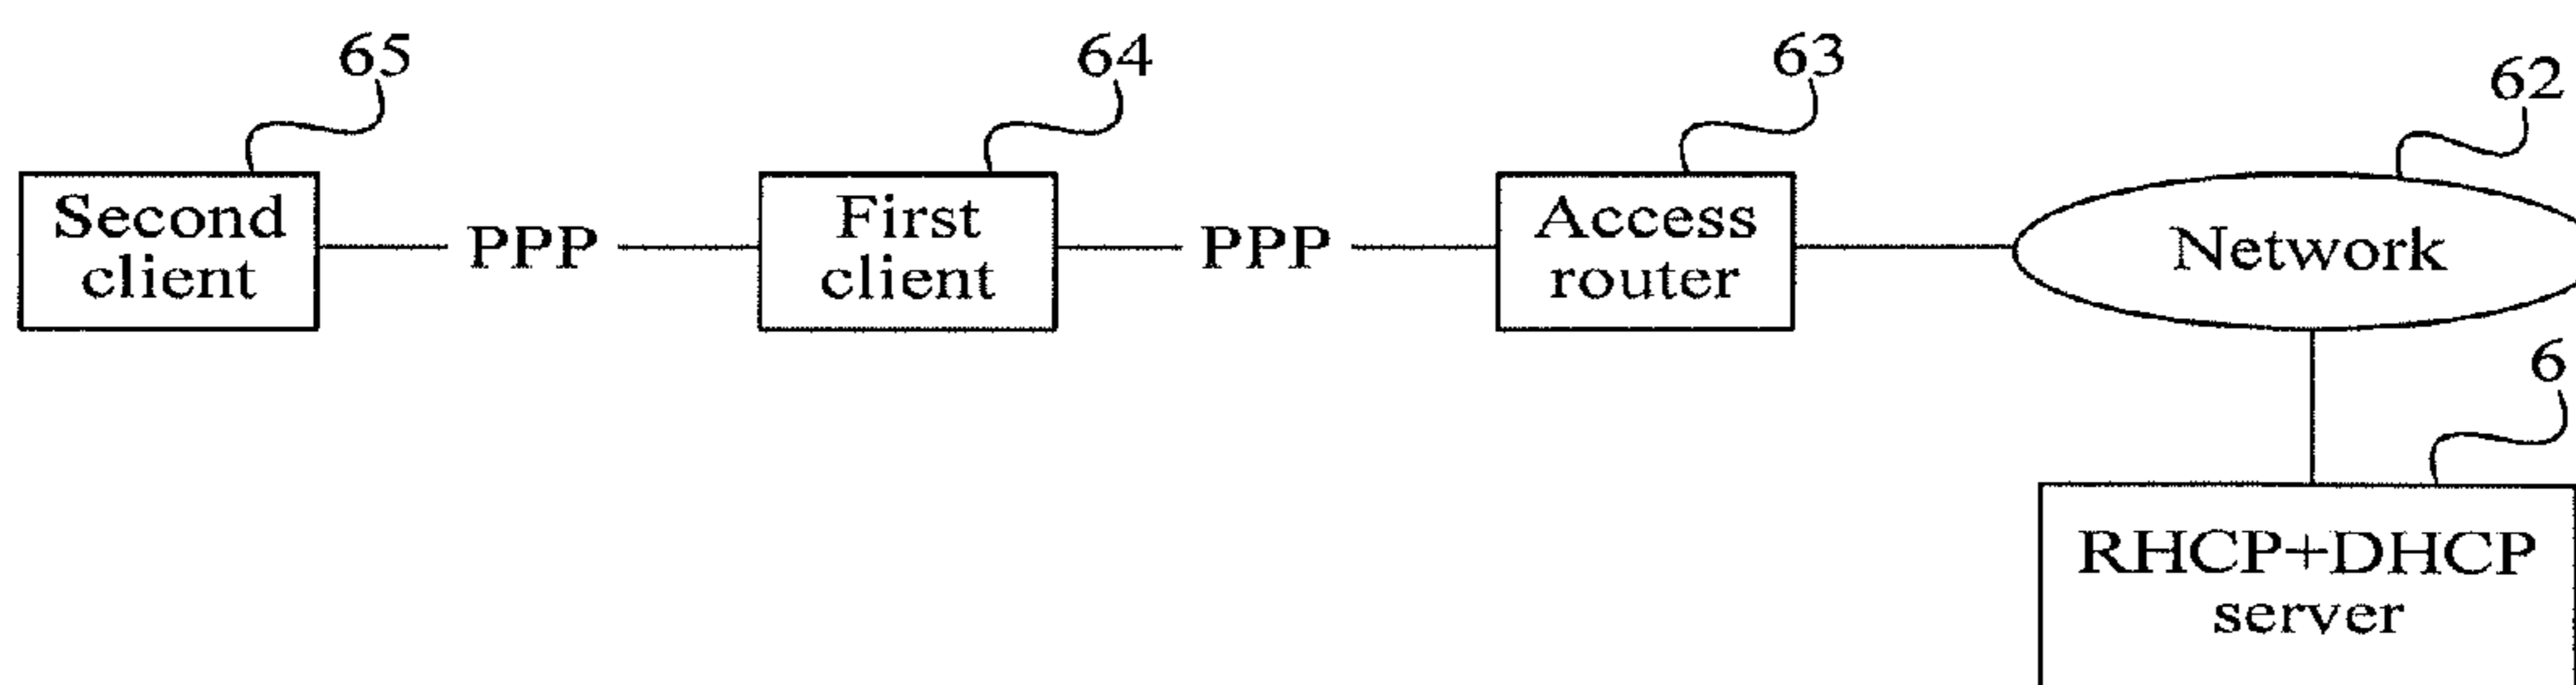 65
64
63
62
Second
client
PPP
First
client
PPP
Access
router
Network
6
RHCP+DHCP
server